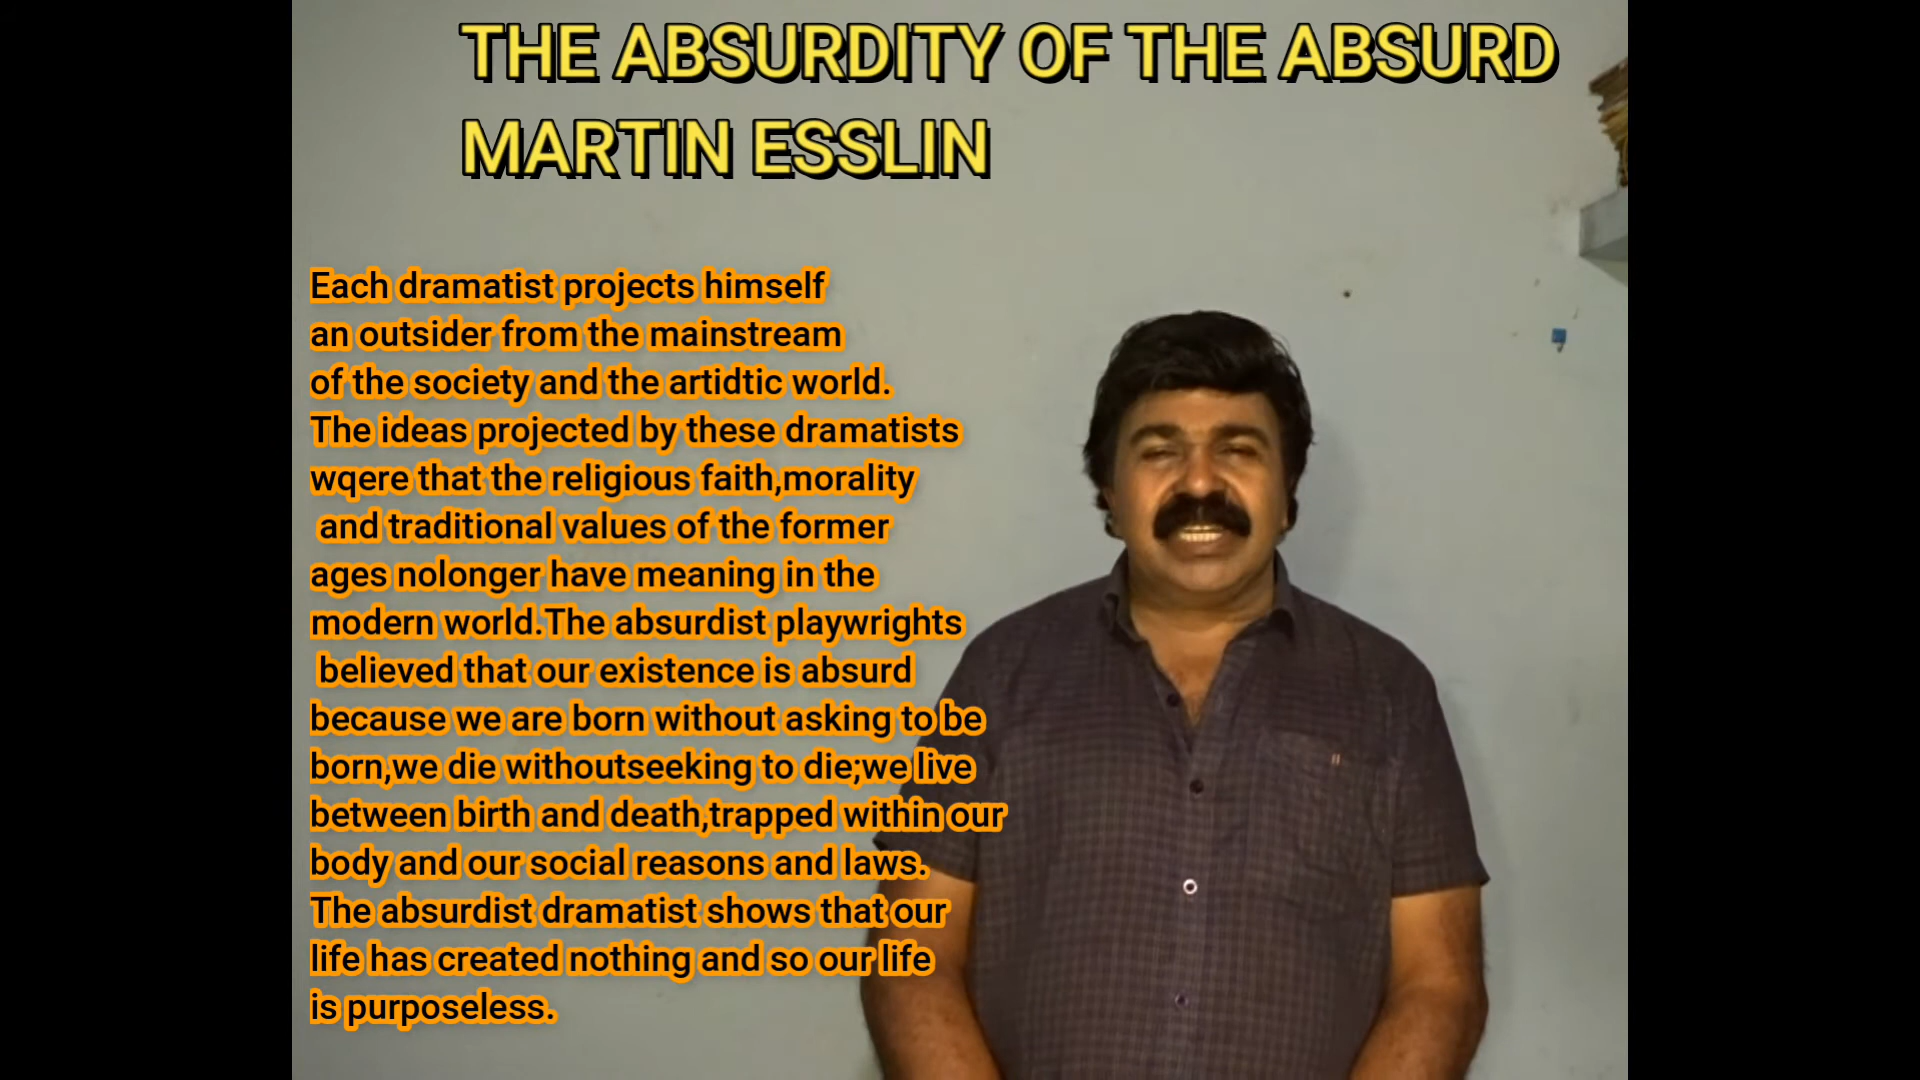 THE ABSURDITY OF THE ABSURD
MARTIN ESSLIN
Each dramatist projects himself
an outsider from the mainstream
of the society and the artidtic world.
The ideas projected by these dramatists
wqere that the religious faith,morality
and traditional values of the former
ages nolonger have meaning in the
modern world.The absurdist playwrights
believed that our existence is absurd
because we are born without asking to be
born,we die withoutseeking to die;we live
between birth and death,trapped within our
body and our social reasons and laws.
The absurdist dramatist shows that our
life has created nothing and so our life
is purposeless.